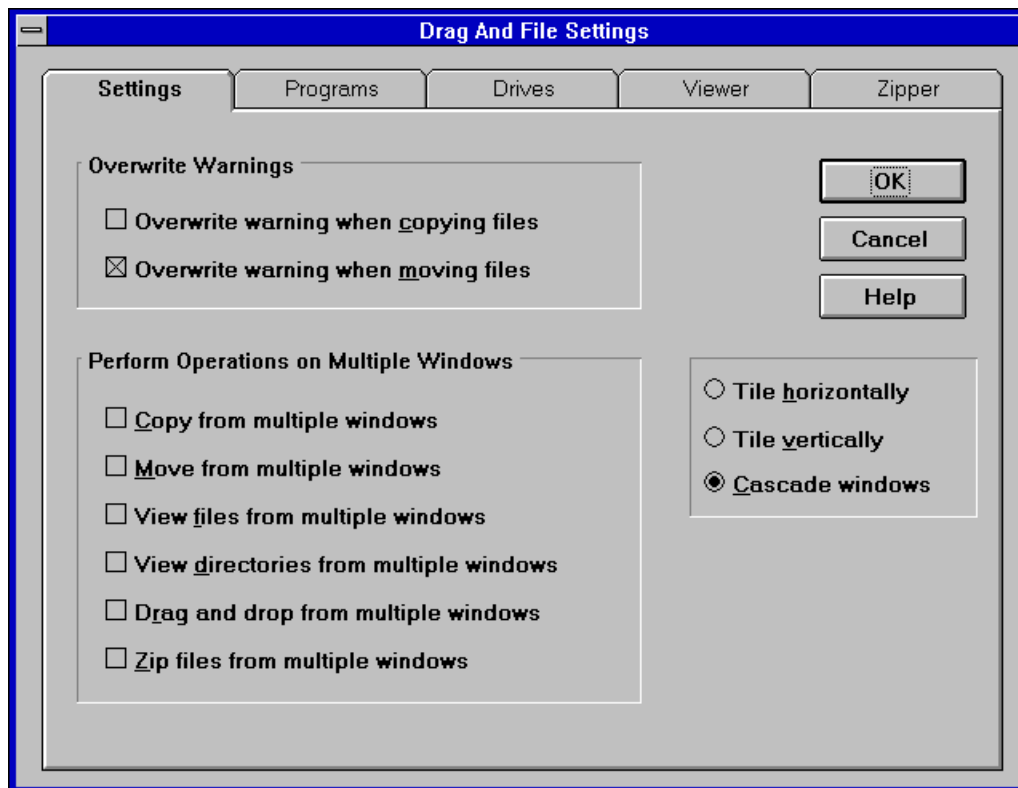 Drag And File Settings
Settings Programs Drives Viewer Zipper
Overwrite Warnings
Overwrite warning when copying files
Overwrite warning when moving files
OK
Cancel
Help
Perform Operations on Multiple Windows
Copy from multiple windows
Move from multiple windows
View files from multiple windows
View directories from multiple windows
Drag and drop from multiple windows
Zip files from multiple windows
Tile horizontally
Tile vertically
Cascade windows